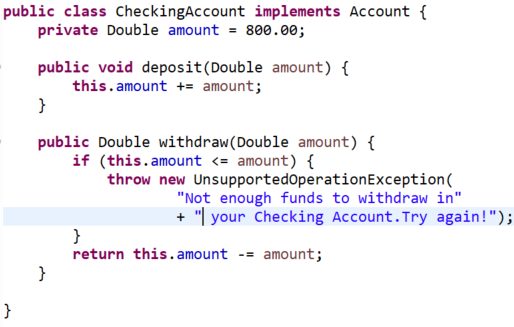 public class CheckingAccount implements Account {
    private Double amount = 800.00;

    public void deposit(Double amount) {
        this.amount += amount;
    }

    public Double withdraw(Double amount) {
        if (this.amount <= amount) {
            throw new UnsupportedOperationException(
                    "Not enough funds to withdraw in"
                    + " your Checking Account.Try again!");
        }
        return this.amount -= amount;
    }

}